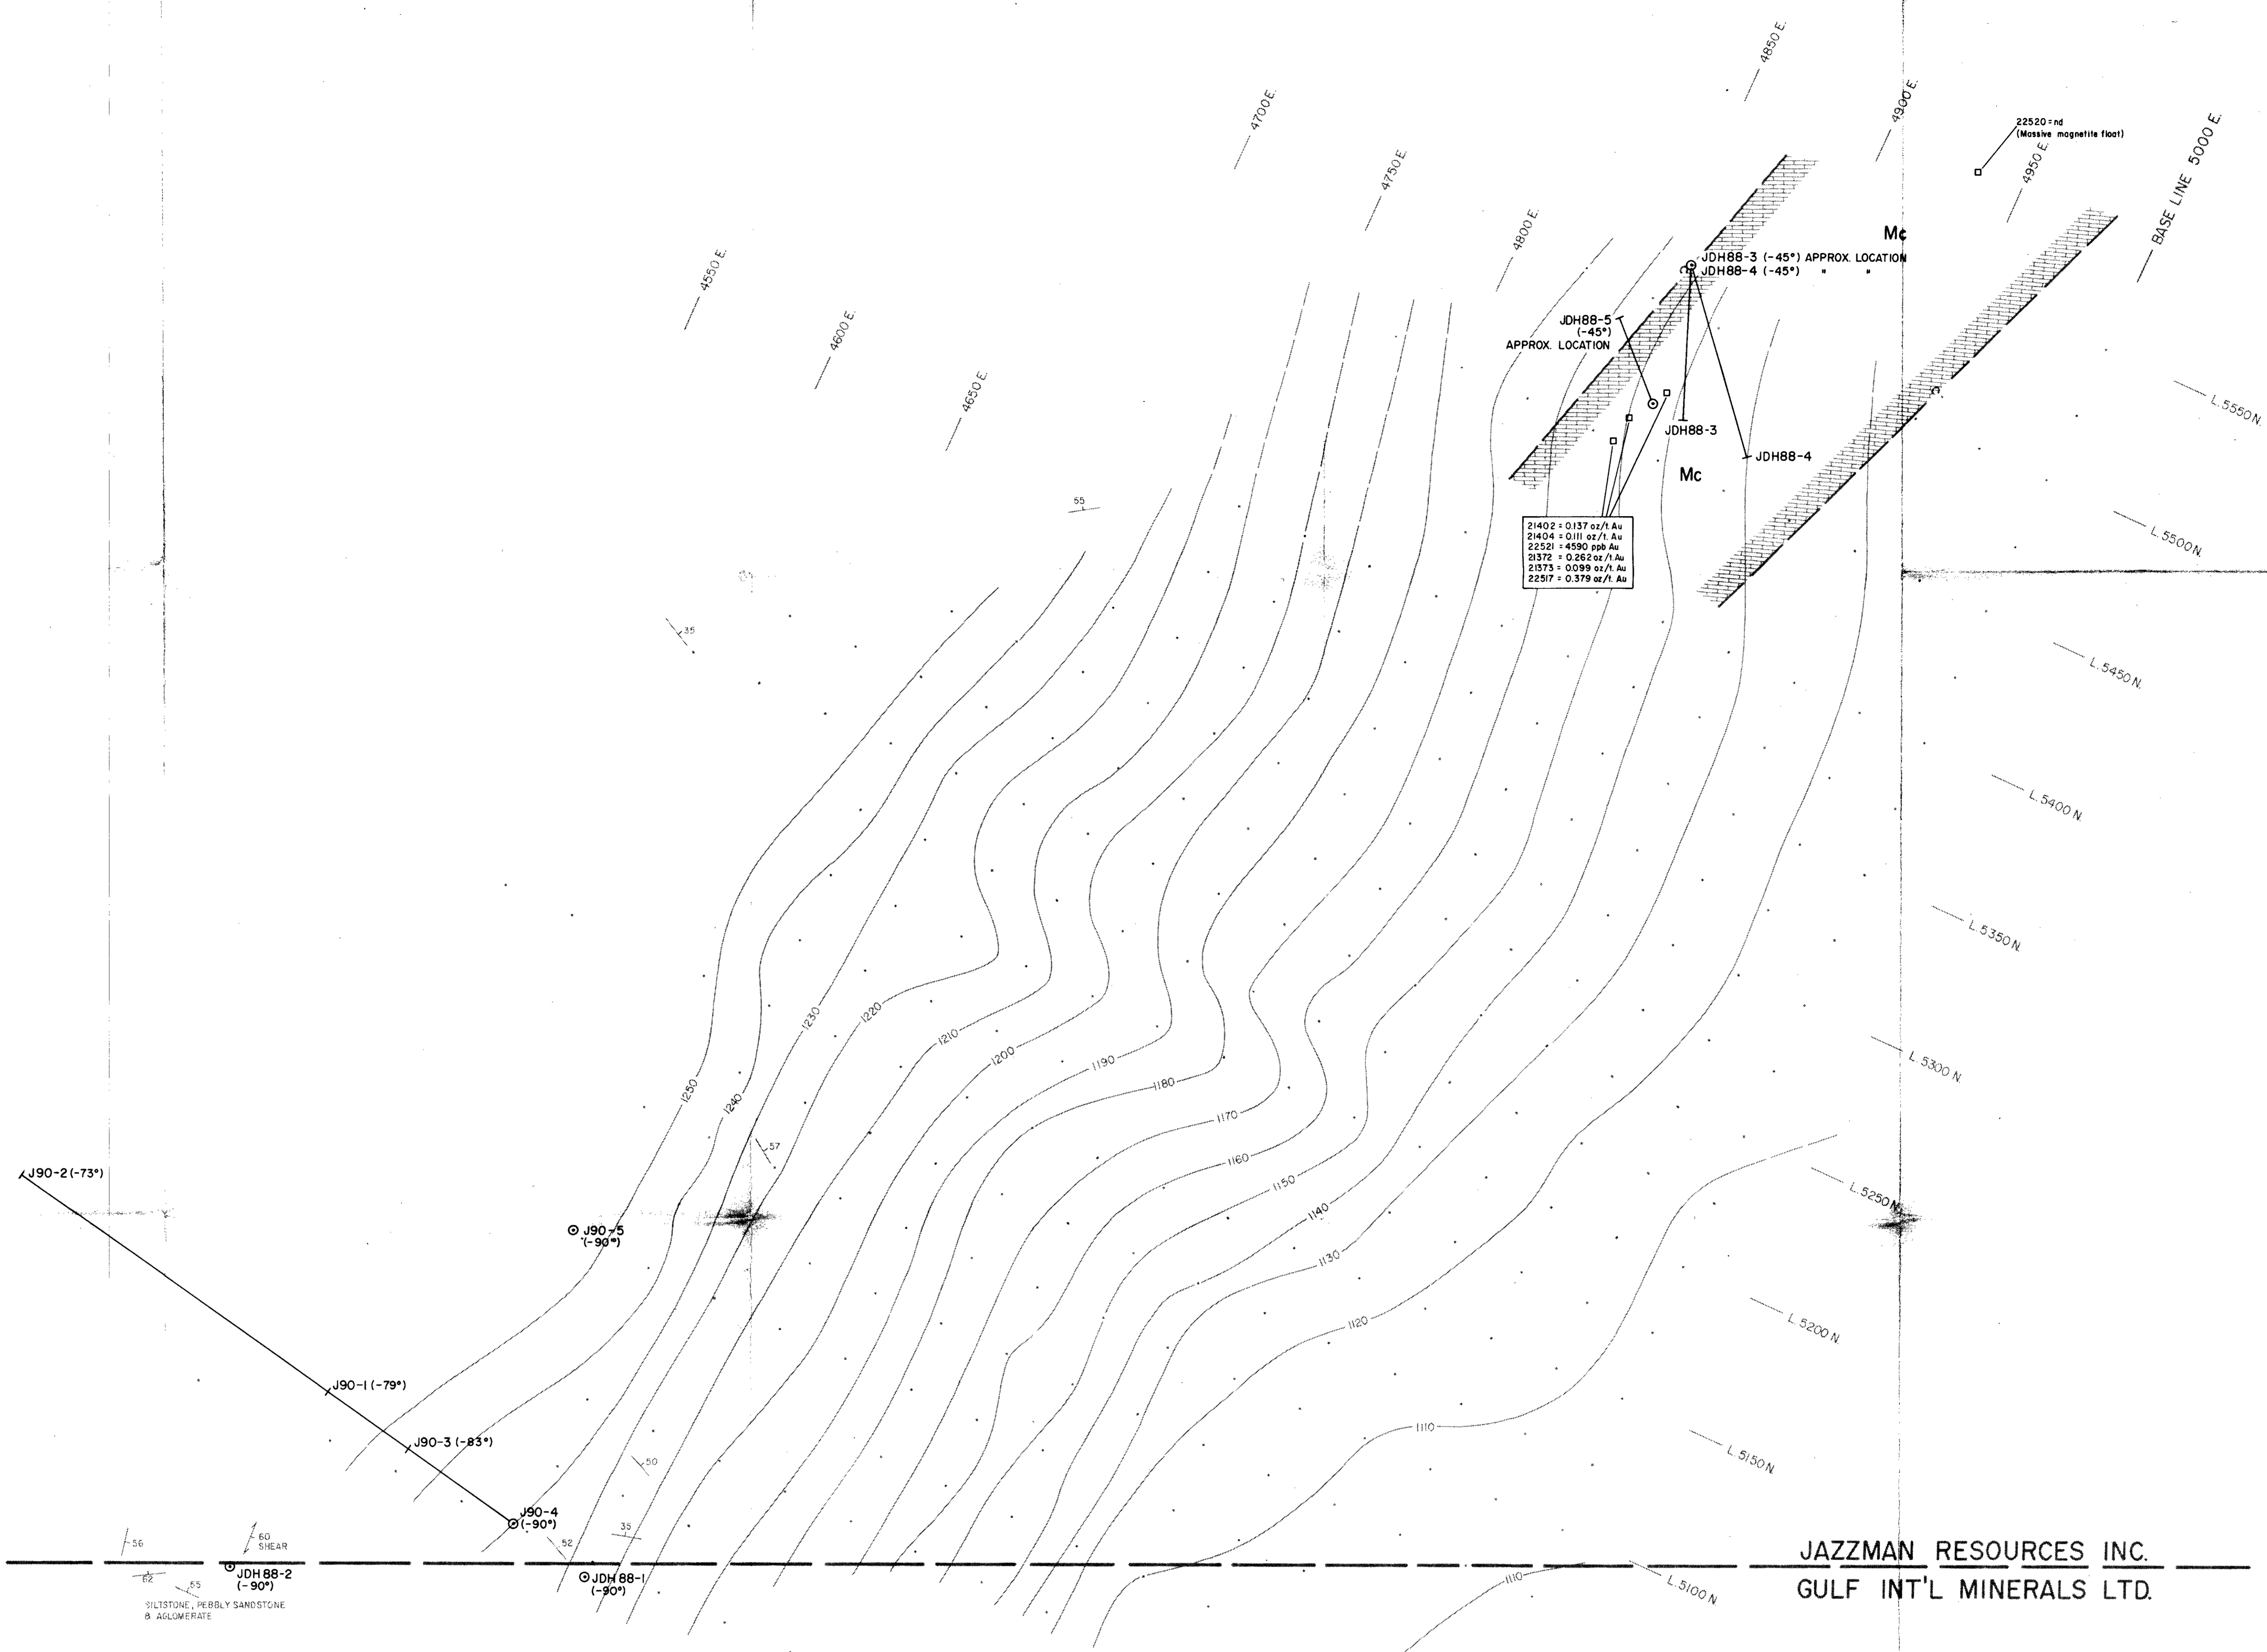 4850 E.
4700 E.
4900 E.
22520 = nd
(Massive magnetite float)
4950 E.
BASE LINE 5000 E.
4750 E.
4800 E.
4550 E.
4600 E.
4650 E.
Mc
JDH88-3 (-45°) APPROX. LOCATION
JDH88-4 (-45°) " "
JDH88-5
(-45°)
APPROX. LOCATION
JDH88-3
JDH88-4
Mc
L. 5550 N.
55
21402 = 0.137 oz/t. Au
21404 = 0.111 oz/t. Au
22521 = 4590 ppb Au
21372 = 0.262 oz/t. Au
21373 = 0.099 oz/t. Au
22517 = 0.379 oz/t. Au
L. 5500 N.
35
L. 5450 N.
L. 5400 N.
L. 5350 N.
1230
1220
1210
1200
1190
1180
1170
1160
1150
1140
1130
1120
1110
1250
1240
L. 5300 N.
57
J90-2 (-73°)
L. 5250 N.
J90-5
(-90°)
L. 5200 N.
J90-1 (-79°)
J90-3 (-83°)
50
L. 5150 N.
J90-4
(-90°)
35
52
56
60
SHEAR
JAZZMAN RESOURCES INC.
GULF INT'L MINERALS LTD.
62
JDH 88-2
(-90°)
55
JDH 88-1
(-90°)
1110
L. 5100 N.
SILTSTONE, PEBBLY SANDSTONE
& AGLOMERATE